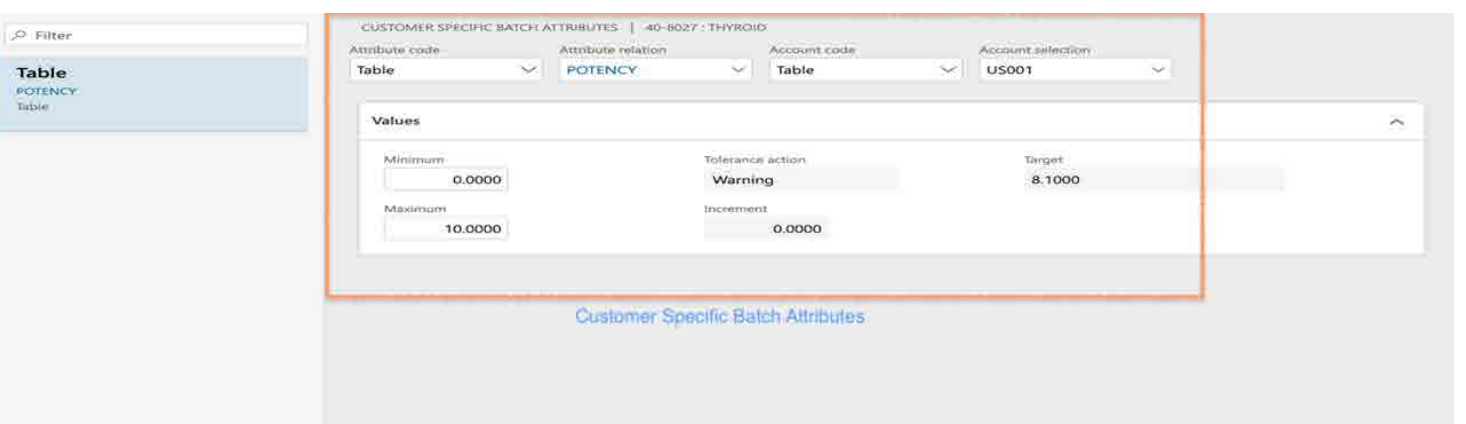 Filter
Table
POTENCY
Table
CUSTOMER SPECIFIC BATCH ATTRIBUTES | 40-8027 : THYROID
Attribute code Attribute relation Account code Account selection
Table POTENCY Table US001
Values
Minimum Tolerance action Target
0.0000 Warning 8.1000
Maximum Increment
10.0000 0.0000
Customer Specific Batch Attributes